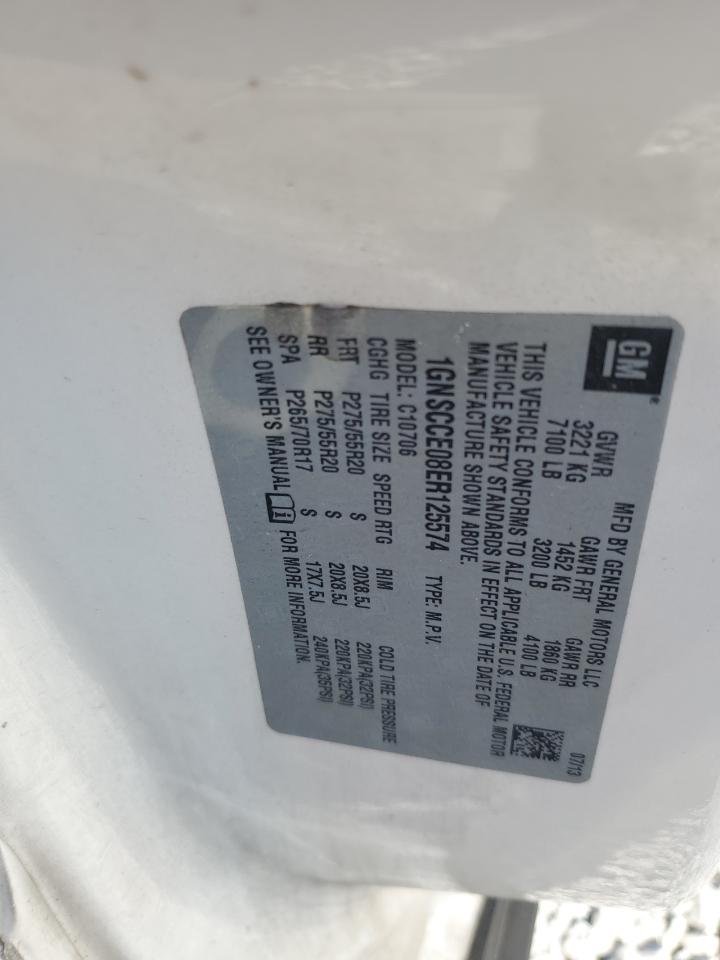 GM®
MFD BY GENERAL MOTORS LLC 07/13
GVWR GAWR FRT GAWR RR
3221 KG 1452 KG 1860 KG
7100 LB 3200 LB 4100 LB
THIS VEHICLE CONFORMS TO ALL APPLICABLE U.S. FEDERAL MOTOR
VEHICLE SAFETY STANDARDS IN EFFECT ON THE DATE OF
MANUFACTURE SHOWN ABOVE.
1GNSCCE08ER125574 TYPE: M.P.V.
MODEL: C10706
CGHG TIRE SIZE SPEED RTG RIM COLD TIRE PRESSURE
FRT P275/55R20 S 20X8.5J 220KPA(32PSI)
RR P275/55R20 S 20X8.5J 220KPA(32PSI)
SPA P265/70R17 S 17X7.5J 240KPA(35PSI)
SEE OWNER'S MANUAL FOR MORE INFORMATION.